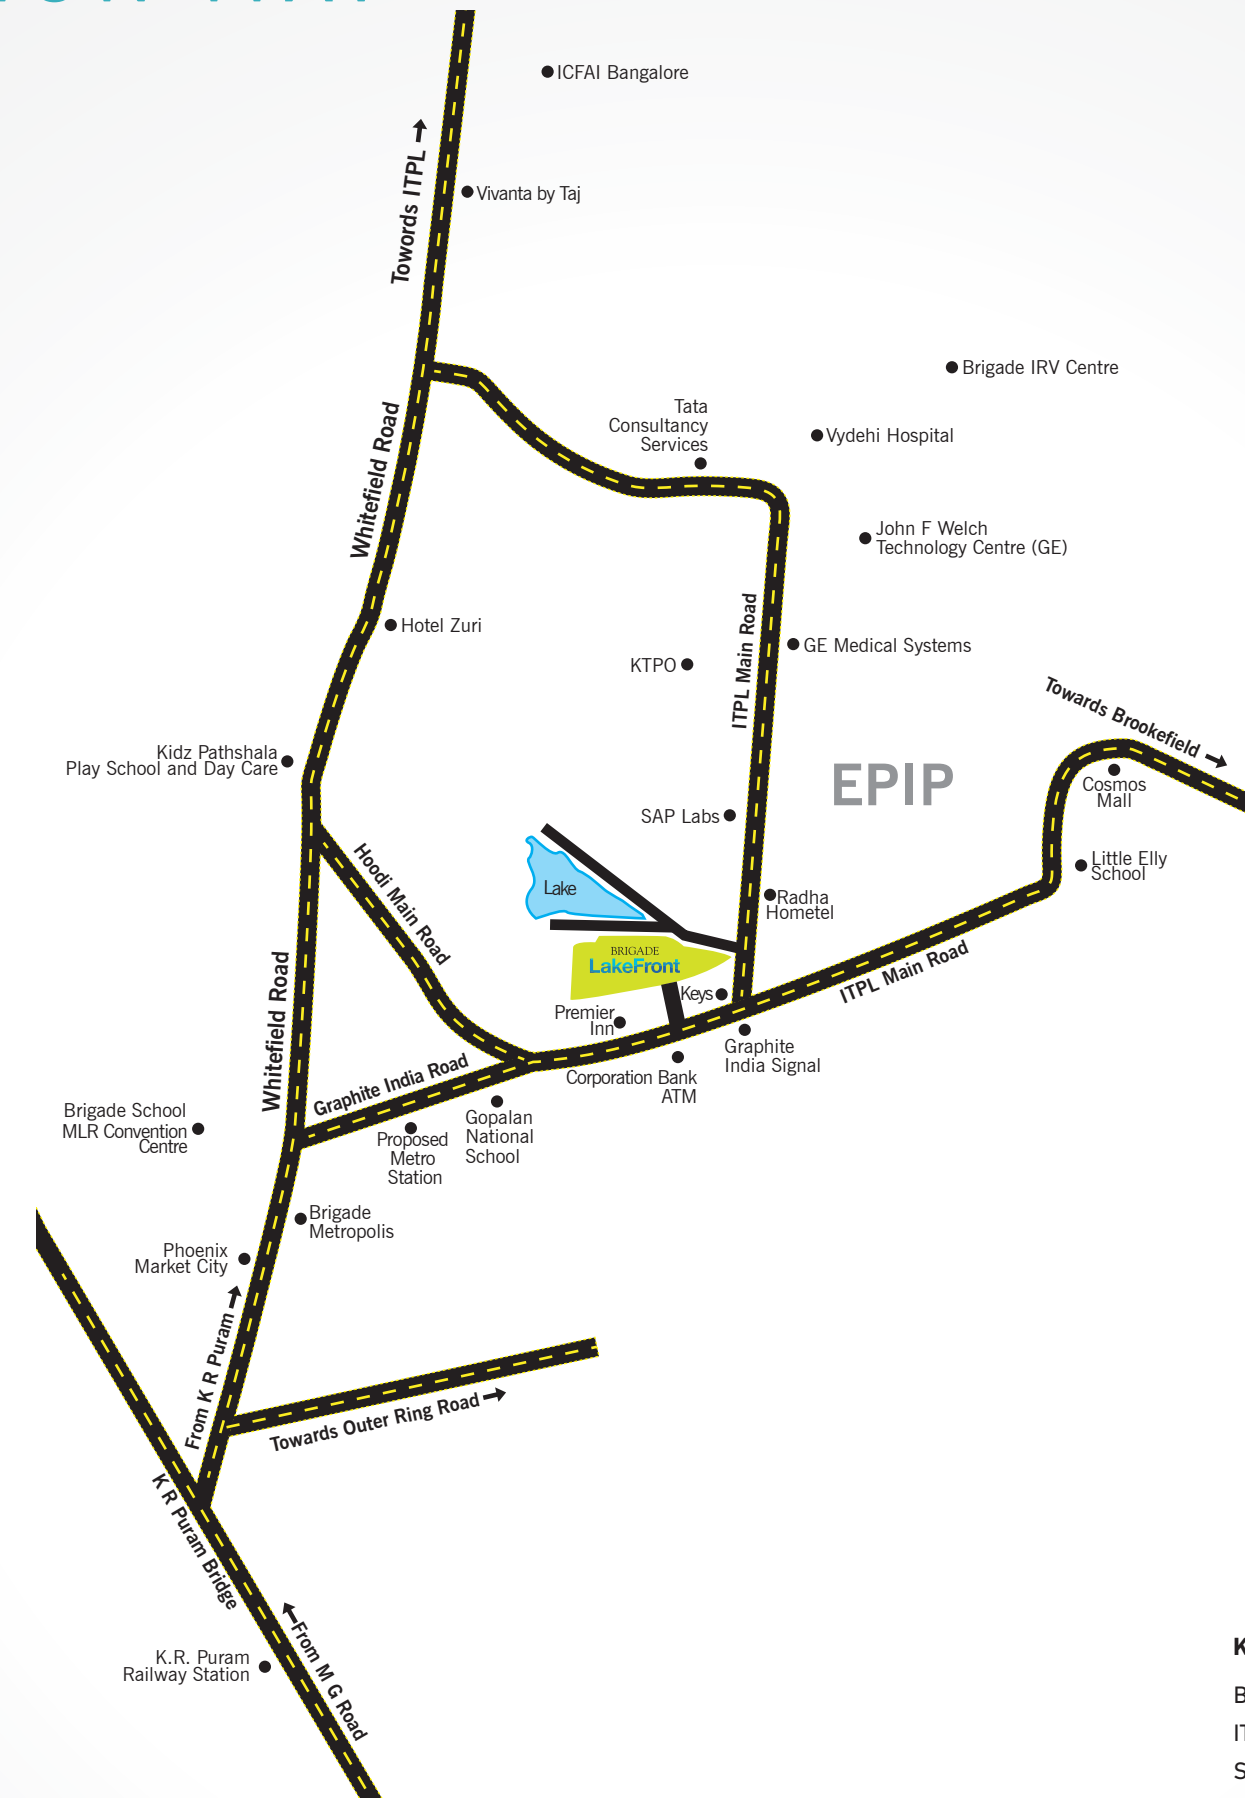 ICFAI Bangalore
Towords ITPL
Vivanta by Taj
Brigade IRV Centre
Whitefield Road
Tata
Consultancy
Services
Vydehi Hospital
John F Welch
Technology Centre (GE)
Hotel Zuri
ITPL Main Road
GE Medical Systems
KTPO
Towards Brookefield
Kidz Pathshala
Play School and Day Care
EPIP
Cosmos
Mall
SAP Labs
Hoodi Main Road
Little Elly
School
Lake
Radha
Hometel
BRIGADE
LakeFront
Whitefield Road
ITPL Main Road
Keys
Premier
Inn
Graphite
India Signal
Graphite India Road
Corporation Bank
ATM
Brigade School
MLR Convention
Centre
Gopalan
National
School
Proposed
Metro
Station
Brigade
Metropolis
Phoenix
Market City
From K R Puram
Towards Outer Ring Road
K R Puram Bridge
From M G Road
K.R. Puram
Railway Station
K
B
IT
S